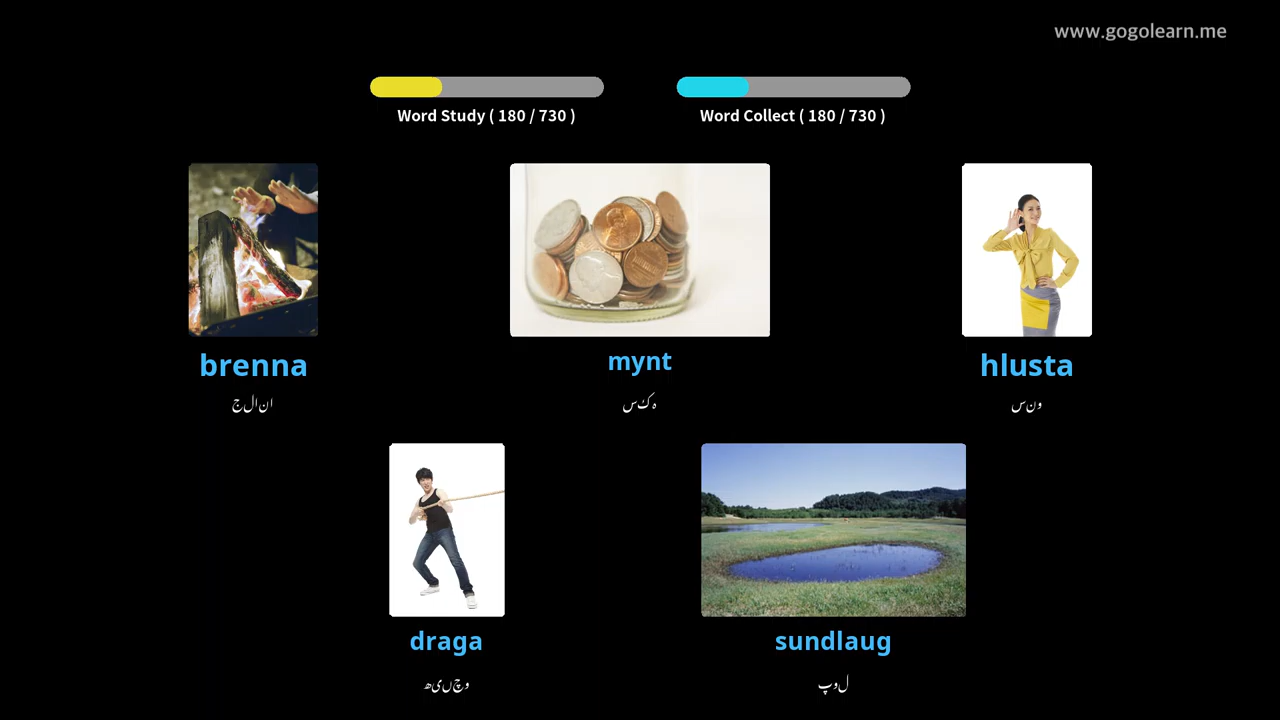 www.gogolearn.me
Word Study ( 180 / 730 )
Word Collect ( 180 / 730 )
brenna
mynt
hlusta
انالج
ہکس
ونس
draga
sundlaug
وچںیھ
لوپ